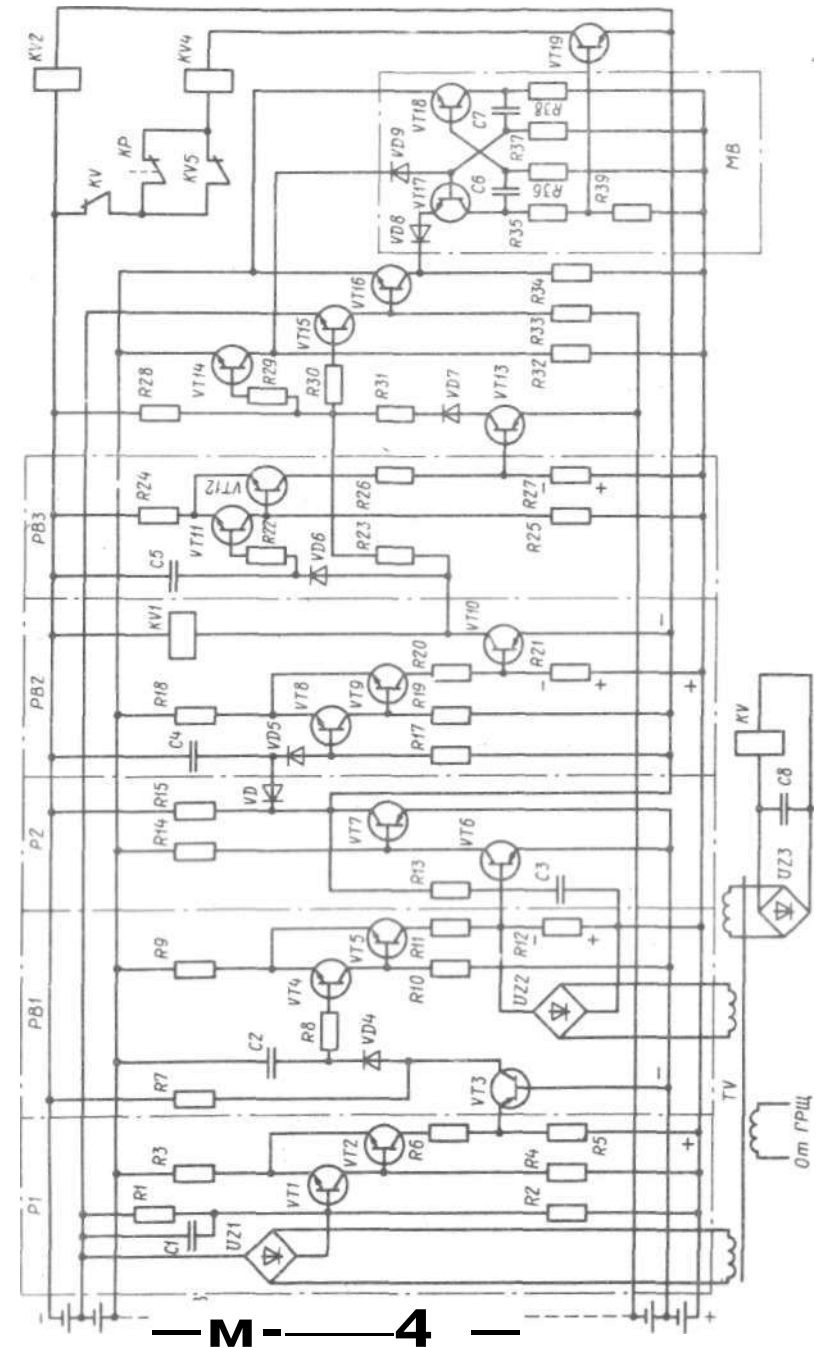 KV2
KV4
KV
KP
KV5
VT19
MB
VD9
VT18
C7
R38
R37
VT17
C6
R36
R39
VD8
R35
VT16
R34
VT15
R33
VT14
R29
R30
R32
R28
R31
VD7
VT13
PB3
R24
VT12
R26
R27
- +
VT11
R22
R25
C5
VD6
R23
PB2
KV1
VT10
-
R18
VT8
VT9
R20
R21
- +
+
C4
VD5
R19
R17
P2
VD
R15
R14
VT7
VT6
R13
C3
PB1
R9
VT5
R11
R12
- +
VT4
R10
R8
C2
VD4
UZ2
R7
VT3
-
P1
R3
VT2
R6
R5
+
VT1
R4
R1
R2
C1
UZ1
KV
C8
UZ3
TV
От ГРЩ
-
+
— м - —— 4 —